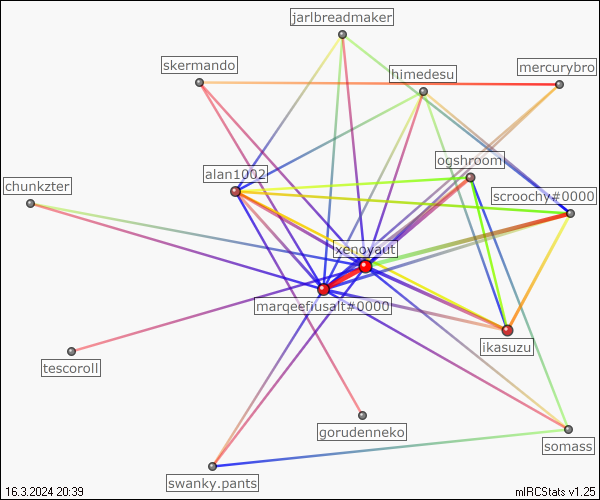 jarlbreadmaker
skermando
himedesu
mercurybro
ogshroom
alan1002
chunkzter
scroochy#0000
xenoyaut
marqeefiusalt#0000
ikasuzu
tescoroll
gorudenneko
somass
swanky.pants
16.3.2024 20:39
mIRCStats v1.25